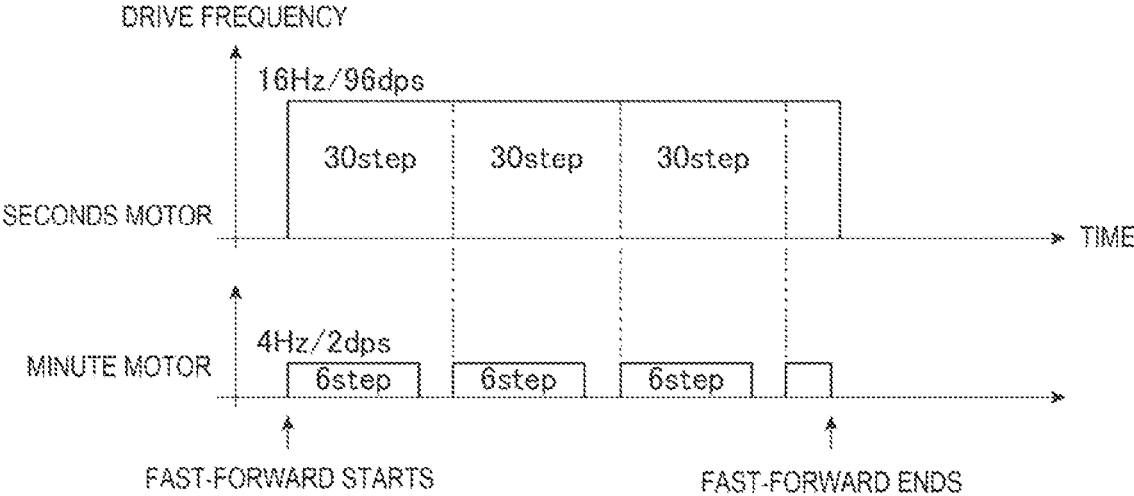 DRIVE FREQUENCY
16Hz/96dps
30step 30step 30step
SECONDS MOTOR
TIME
4Hz/2dps
MINUTE MOTOR
6step 6step 6step
FAST-FORWARD STARTS
FAST-FORWARD ENDS